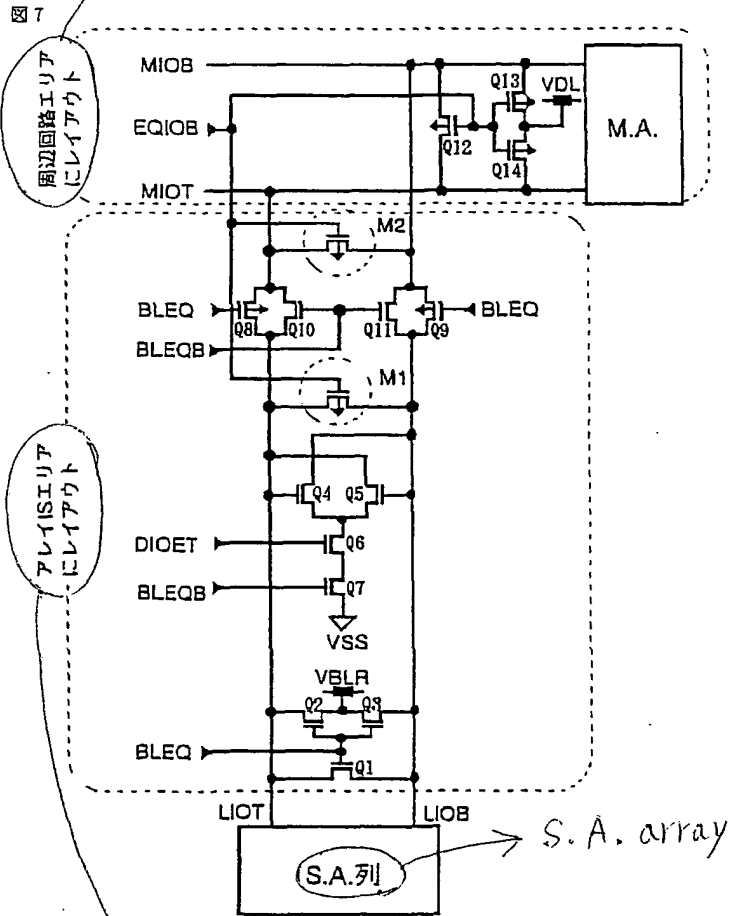 図7
周辺回路エリア
にレイアウト
MIOB
EQIOB
MIOT
Q13
VDL
Q12
Q14
M.A.
M2
BLEQ
Q8
Q10
Q11
Q9
BLEQ
BLEQB
M1
アレイISエリア
にレイアウト
Q4
Q5
DIOET
Q6
BLEQB
Q7
VSS
VBLR
Q2
Q3
BLEQ
Q1
LIOT
LIOB
S.A.列
S.A. array